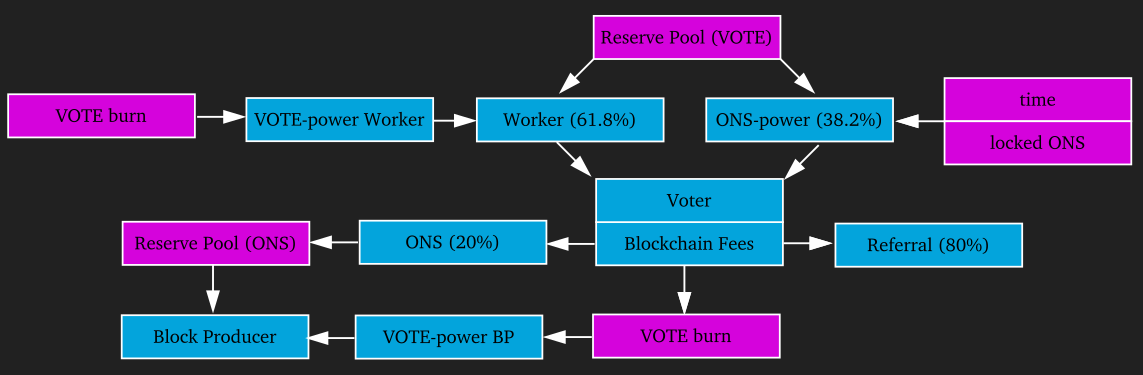 Reserve Pool (VOTE)
VOTE burn
VOTE-power Worker
Worker (61.8%)
ONS-power (38.2%)
time
locked ONS
Voter
Blockchain Fees
Reserve Pool (ONS)
ONS (20%)
Referral (80%)
Block Producer
VOTE-power BP
VOTE burn